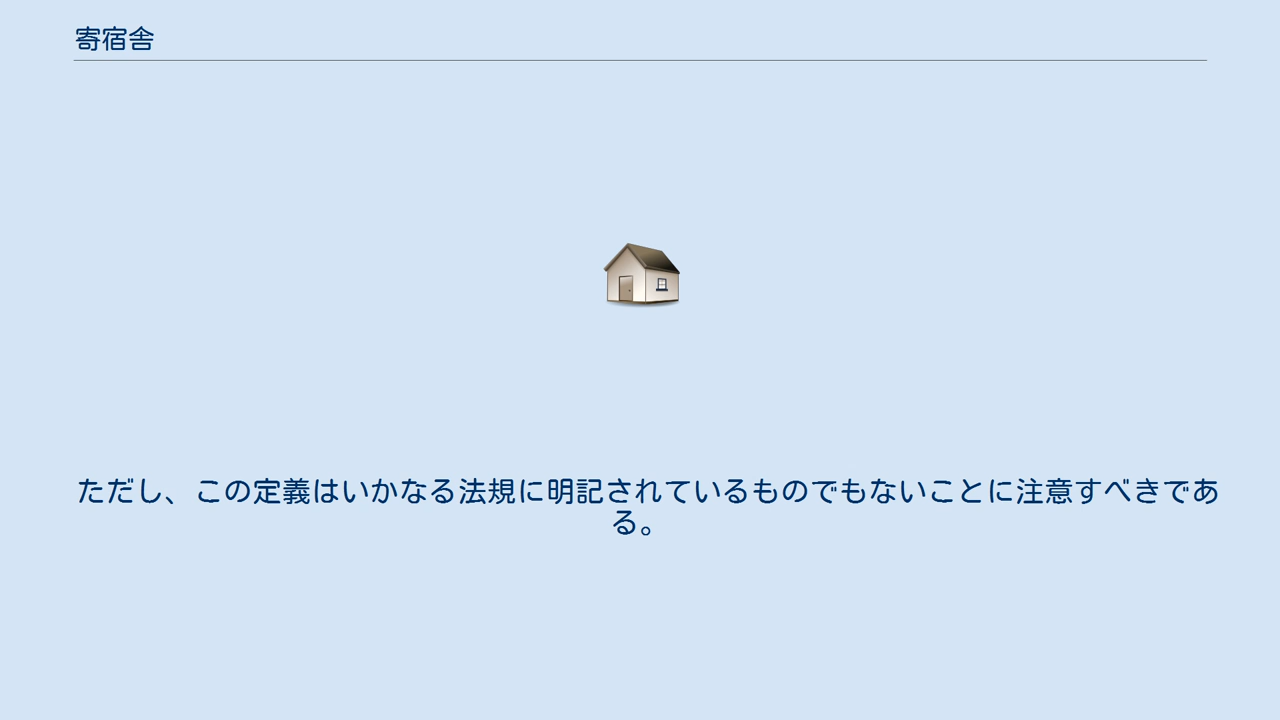 寄宿舎
ただし、この定義はいかなる法規に明記されているものでもないことに注意すべきであ
る。